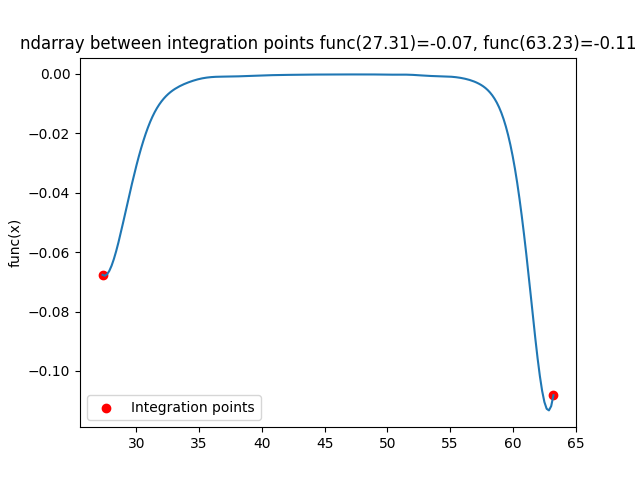 ndarray between integration points func(27.31)=-0.07, func(63.23)=-0.11
0.00
−0.02
−0.04
−0.06
−0.08
−0.10
func(x)
Integration points
30 35 40 45 50 55 60 65